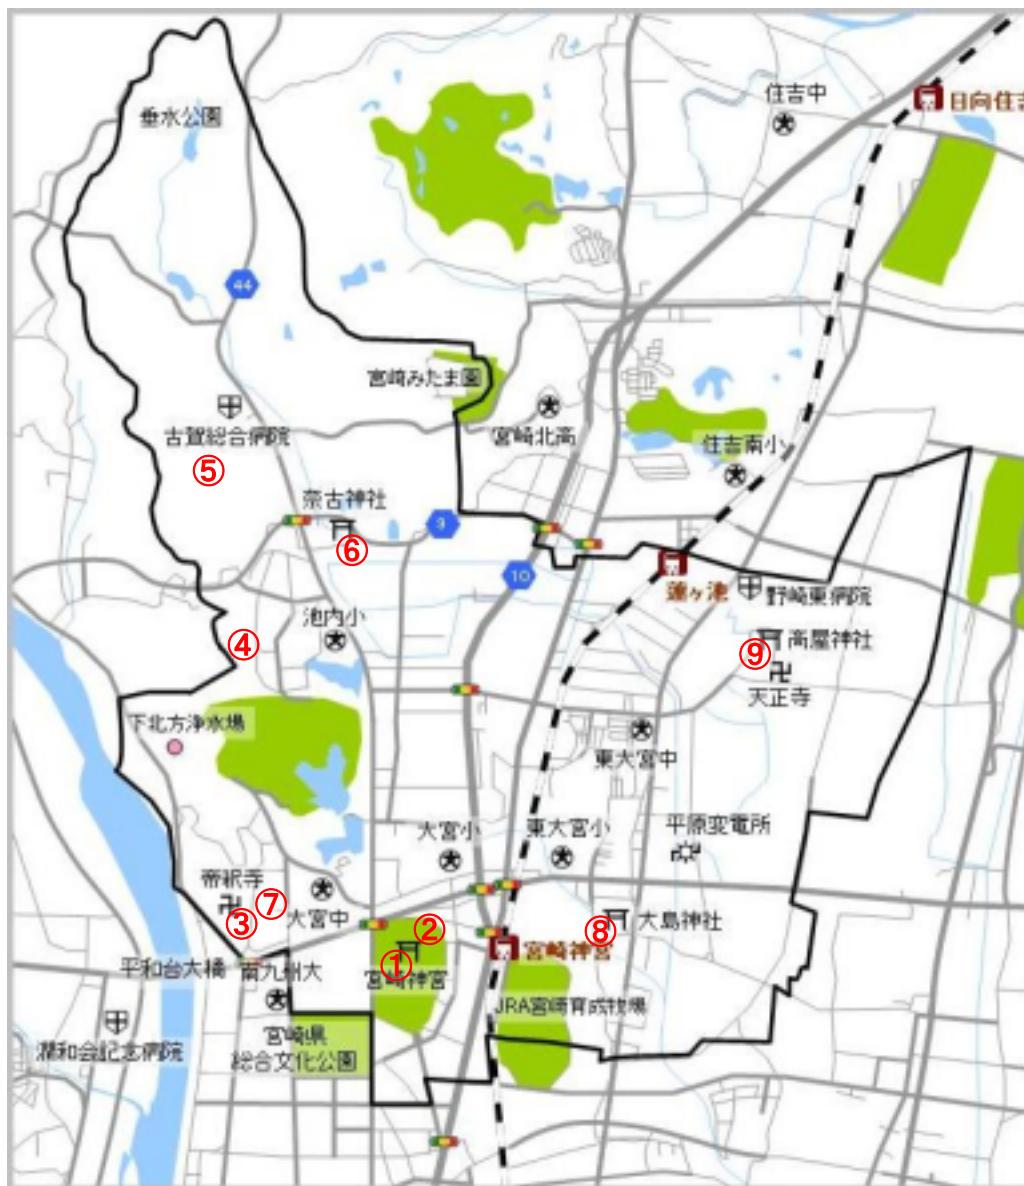 住吉中
日向住吉
垂水公園
44
宮崎みたま園
古賀総合病院
⑤
宮崎北高
住吉南小
奈古神社
⑥
9
10
蓮ヶ池
野崎東病院
池内小
④
高屋神社
⑨
天正寺
下北方浄水場
東大宮中
大宮小
東大宮小
平原変電所
帝釈寺
⑦
③
大宮中
②
①
宮崎神宮
⑧
大島神社
宮崎神宮
平和台大橋
南九州大
JRA宮崎育成牧場
宮崎県
総合文化公園
潤和会記念病院